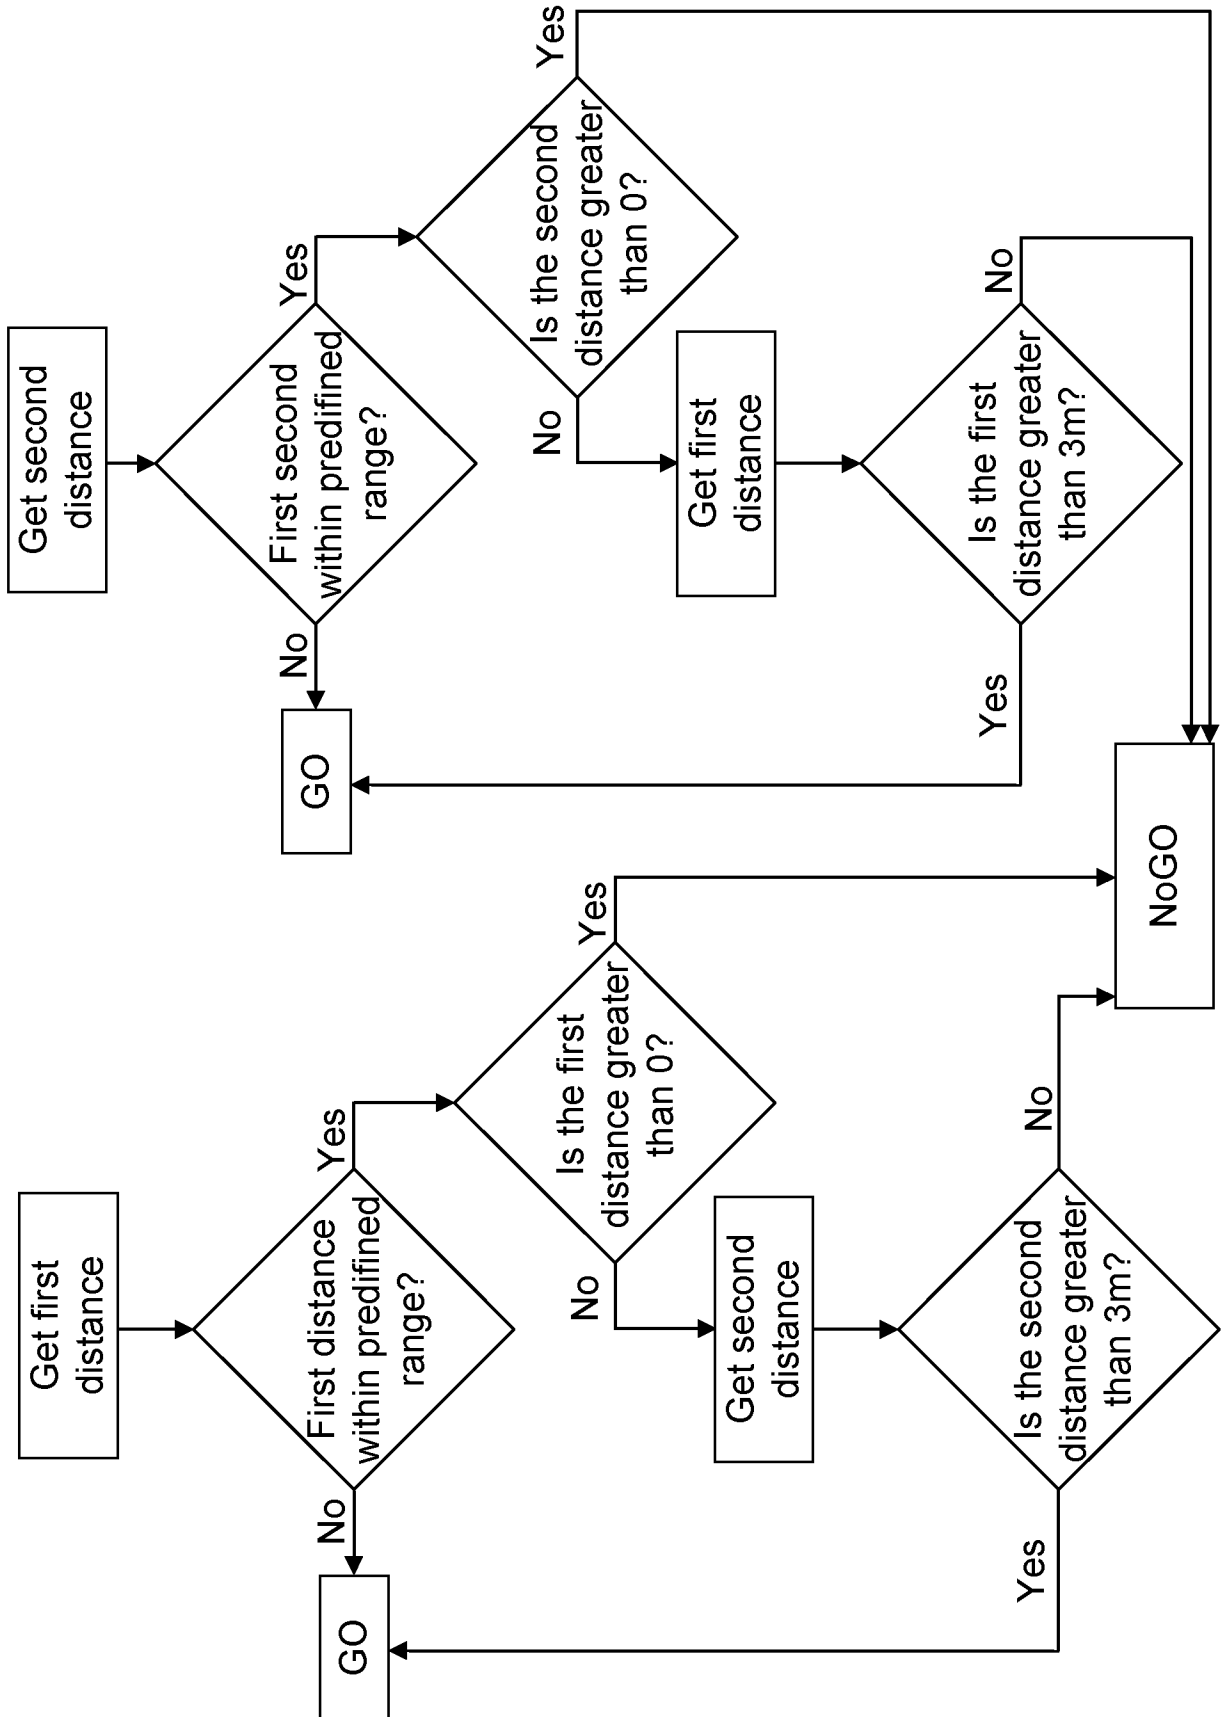 Get first
distance
First distance
within predifined
range?
No
Yes
GO
Is the first
distance greater
than 0?
No
Yes
Get second
distance
Is the second
distance greater
than 3m?
Yes
No
NoGO
Get second
distance
First second
within predifined
range?
No
Yes
GO
Is the second
distance greater
than 0?
No
Yes
Get first
distance
Is the first
distance greater
than 3m?
Yes
No